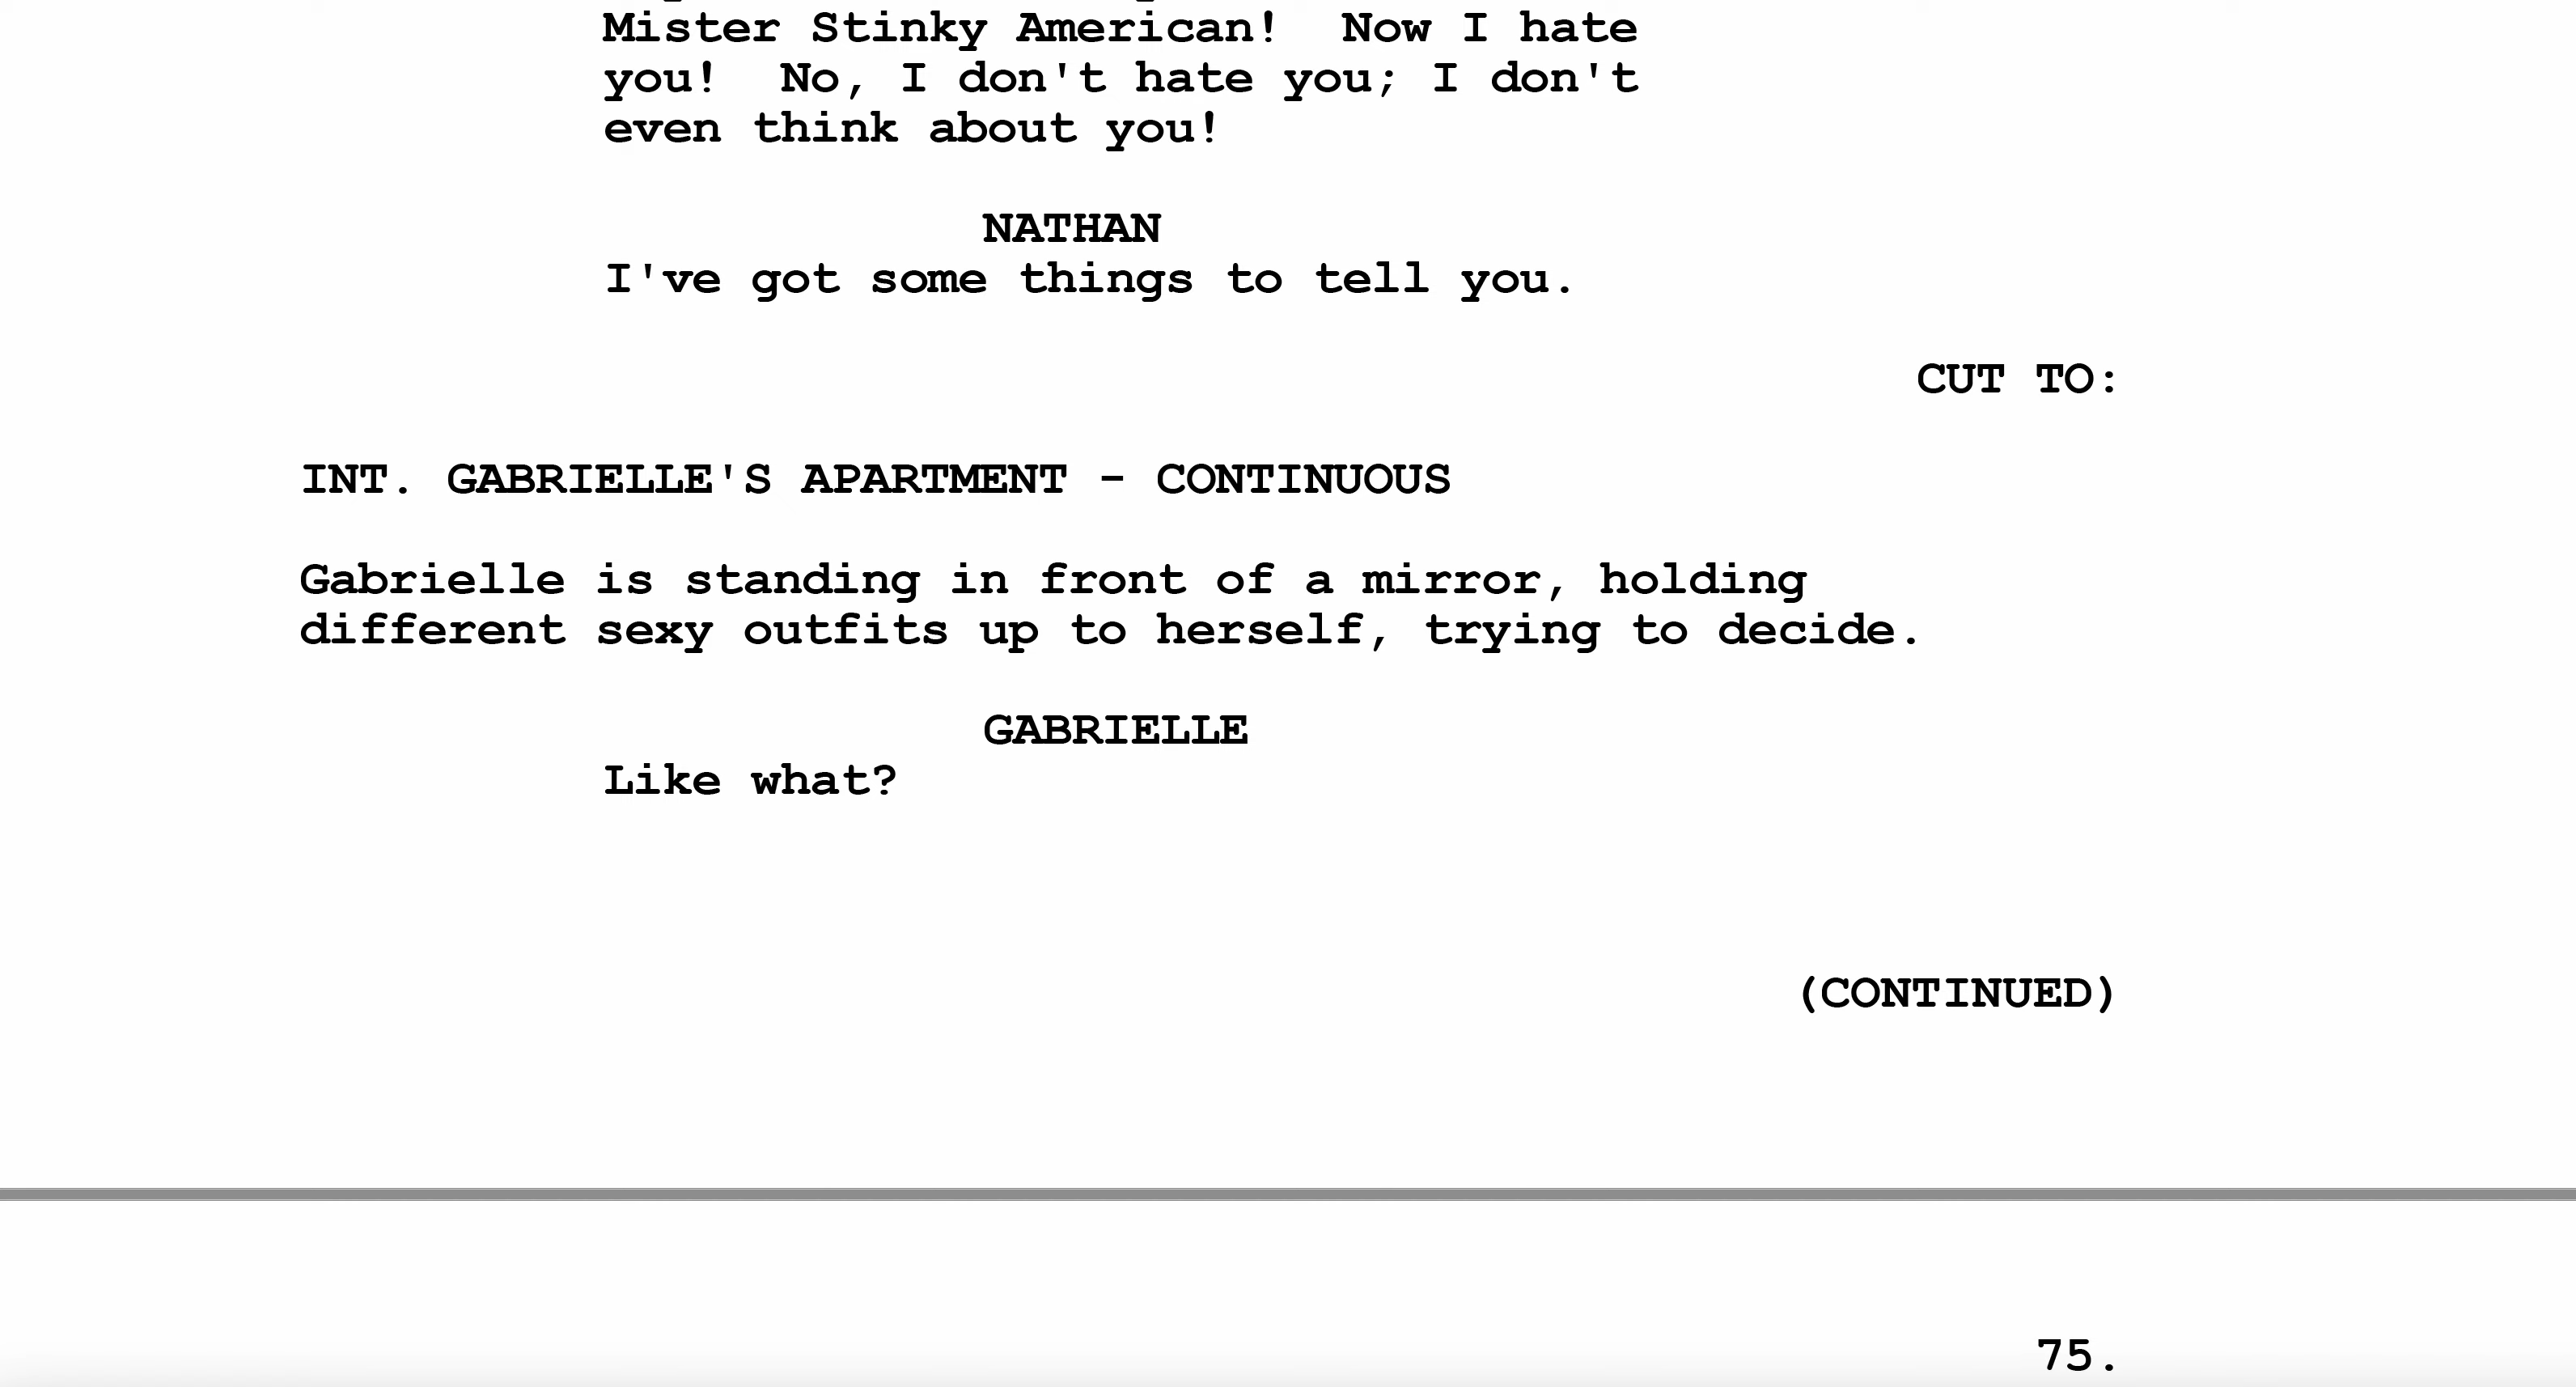 Mister Stinky American!  Now I hate
you!  No, I don't hate you; I don't
even think about you!
NATHAN
I've got some things to tell you.
CUT TO:
INT. GABRIELLE'S APARTMENT - CONTINUOUS
Gabrielle is standing in front of a mirror, holding
different sexy outfits up to herself, trying to decide.
GABRIELLE
Like what?
(CONTINUED)
75.